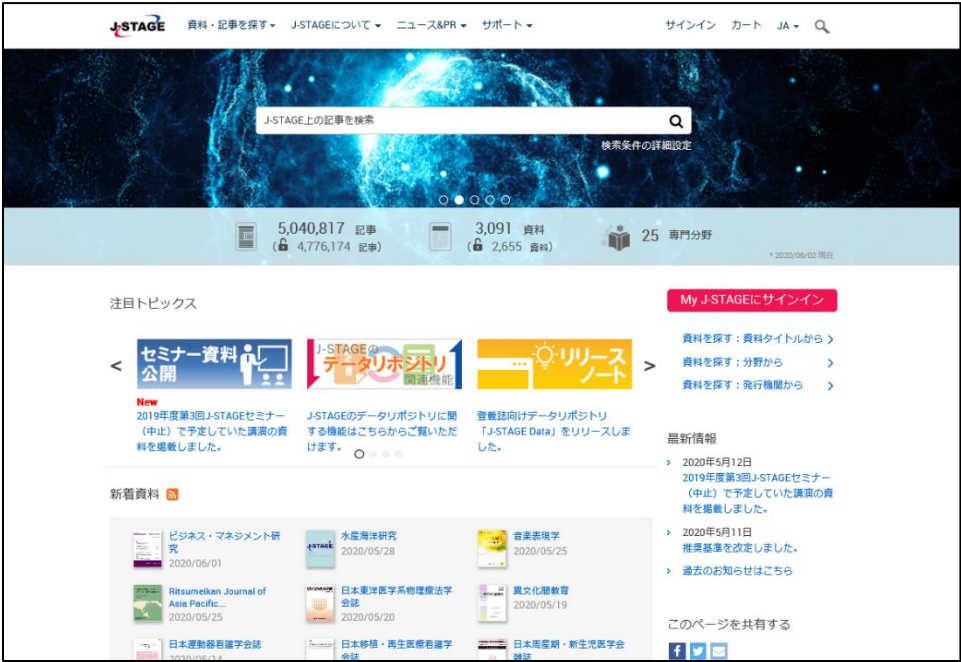 J-STAGE 資料・記事を探す J-STAGEについて ニュース&PR サポート サインイン カート JA
J-STAGE上の記事を検索
検索条件の詳細設定
5,040,817 記事 3,091 資料 25 専門分野
( 4,776,174 記事) ( 2,655 資料)
* 2020/06/02 現在
注目トピックス
セミナー資料
公開
J-STAGEの
データリポジトリ
関連機能
リリース
ノート
New
2019年度第3回J-STAGEセミナー
（中止）で予定していた講演の資
料を掲載しました。
J-STAGEのデータリポジトリに関
する機能はこちらからご覧いただ
けます。
登載誌向けデータリポジトリ
「J-STAGE Data」をリリースしま
した。
新着資料
ビジネス・マネジメント研
究
2020/06/01
水産海洋研究
2020/05/28
音楽表現学
2020/05/25
Ritsumeikan Journal of
Asia Pacific...
2020/05/25
日本東洋医学系物理療法学
会誌
2020/05/20
異文化間教育
2020/05/19
日本運動器看護学会誌
2020/05/14
日本移植・再生医療看護学
会誌
日本周産期・新生児医学会
雑誌
My J-STAGEにサインイン
資料を探す：資料タイトルから
資料を探す：分野から
資料を探す：発行機関から
最新情報
2020年5月12日
2019年度第3回J-STAGEセミナー
（中止）で予定していた講演の資
料を掲載しました。
2020年5月11日
推奨基準を改定しました。
過去のお知らせはこちら
このページを共有する